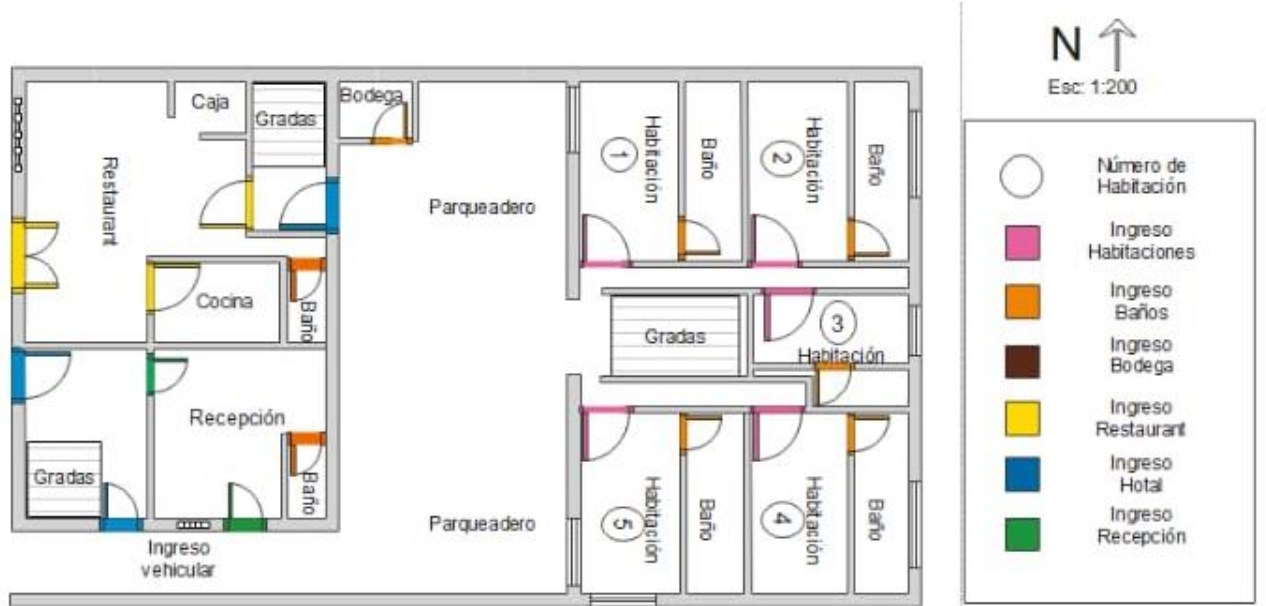 N
Esc: 1:200
Caja
Gradas
Bodega
Restaurant
Parqueadero
1
Habitación
Baño
2
Habitación
Baño
Cocina
Baño
Gradas
3
Habitación
Recepción
Gradas
Baño
Parqueadero
5
Habitación
Baño
4
Habitación
Baño
Ingreso
vehicular
Número de
Habitación
Ingreso
Habitaciones
Ingreso
Baños
Ingreso
Bodega
Ingreso
Restaurant
Ingreso
Hotal
Ingreso
Recepción